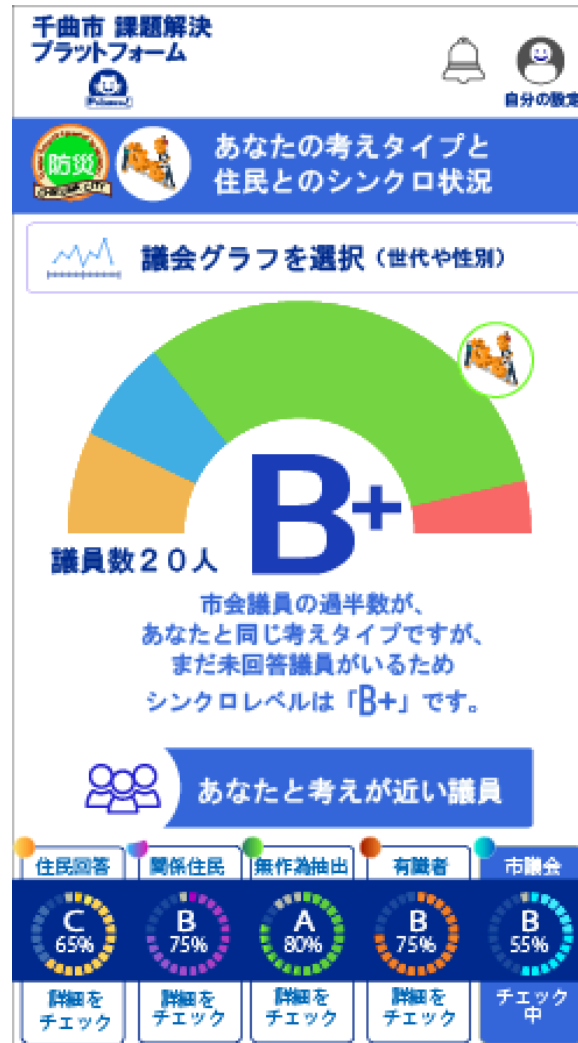 千曲市 課題解決
プラットフォーム
自分の設定
防災
CHIKUMA CITY
あなたの考えタイプと
住民とのシンクロ状況
議会グラフを選択（世代や性別）
B+
議員数２０人
市会議員の過半数が、
あなたと同じ考えタイプですが、
まだ未回答議員がいるため
シンクロレベルは「B+」です。
あなたと考えが近い議員
住民回答
関係住民
無作為抽出
有識者
市議会
C
65%
B
75%
A
80%
B
75%
B
55%
詳細を
チェック
詳細を
チェック
詳細を
チェック
詳細を
チェック
チェック
中